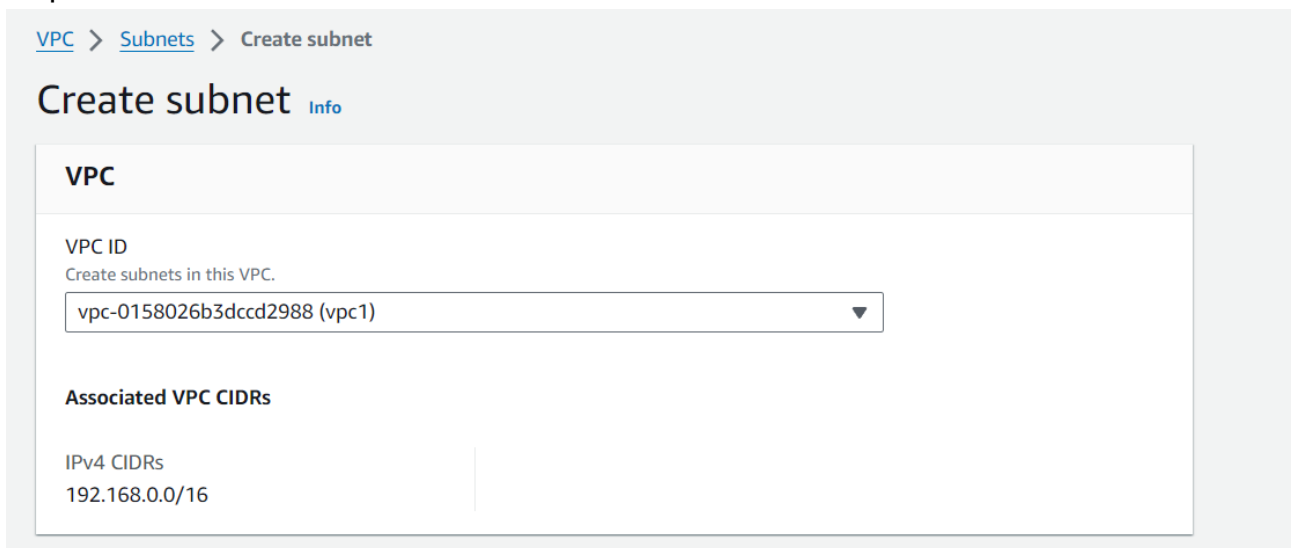 VPC > Subnets > Create subnet
Create subnet Info
VPC
VPC ID
Create subnets in this VPC.
vpc-0158026b3dccd2988 (vpc1)
Associated VPC CIDRs
IPv4 CIDRs
192.168.0.0/16